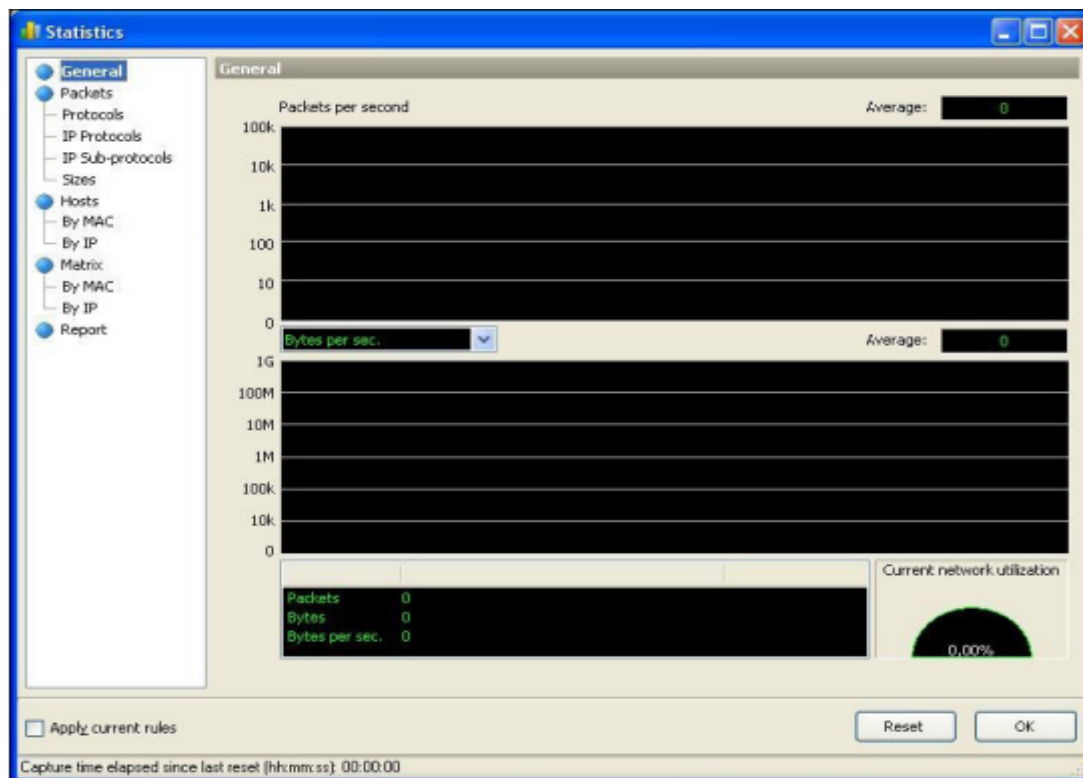 Statistics
General
Packets
Protocols
IP Protocols
IP Sub-protocols
Sizes
Hosts
By MAC
By IP
Matrix
By MAC
By IP
Report
General
Packets per second
Average: 0
100k
10k
1k
100
10
0
Bytes per sec.
Average: 0
1G
100M
10M
1M
100k
10k
0
Packets 0
Bytes 0
Bytes per sec. 0
Current network utilization
0,00%
Apply current rules
Reset
OK
Capture time elapsed since last reset (hh:mm:ss): 00:00:00